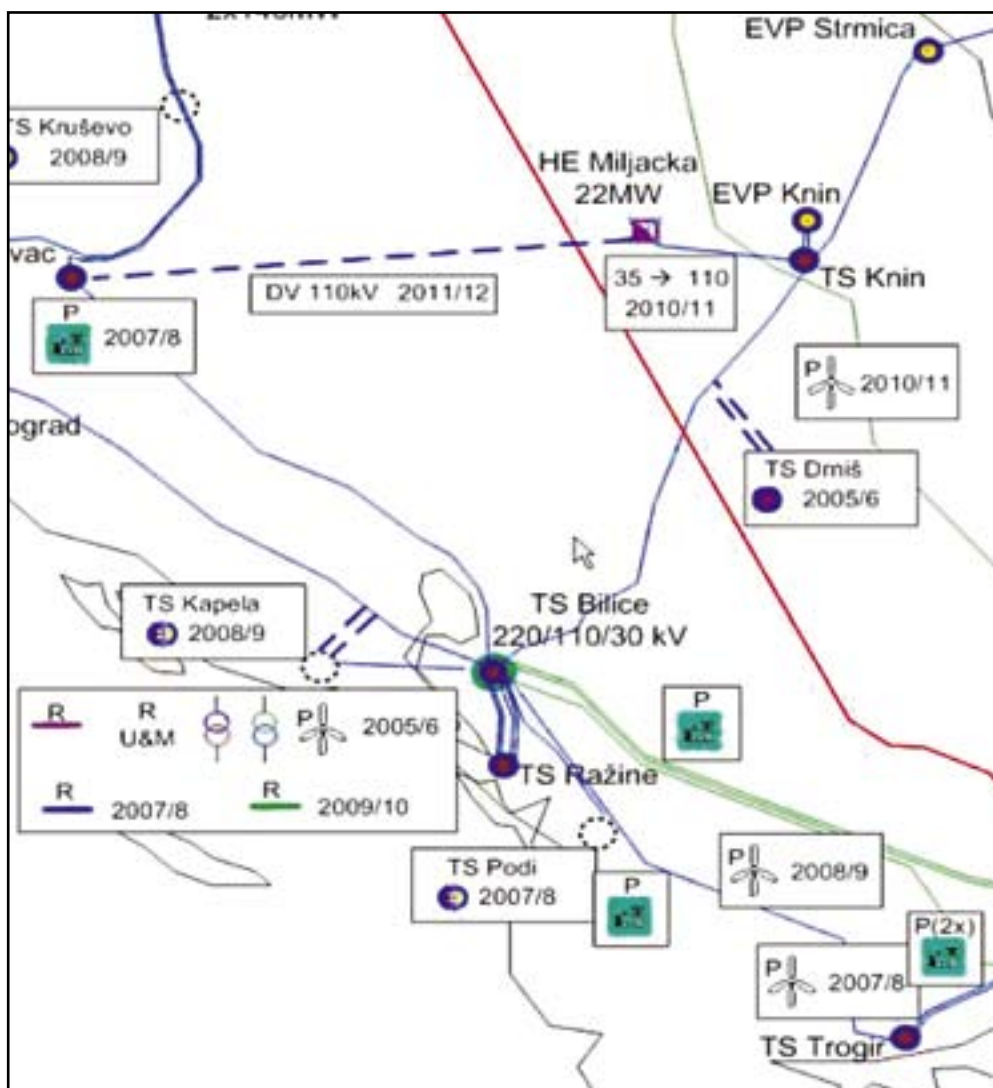 2x140MW
EVP Strmica
TS Kruševo
2008/9
HE Miljacka
22MW
EVP Knin
vac
TS Knin
DV 110kV 2011/12
35 → 110
2010/11
P
2007/8
P 2010/11
ograd
TS Drniš
2005/6
TS Kapela
2008/9
TS Bilice
220/110/30 kV
P
R R P 2005/6
U&M
R 2007/8 R 2009/10
TS Ražine
TS Podi
2007/8
P
P 2008/9
P(2x)
P 2007/8
TS Trogir